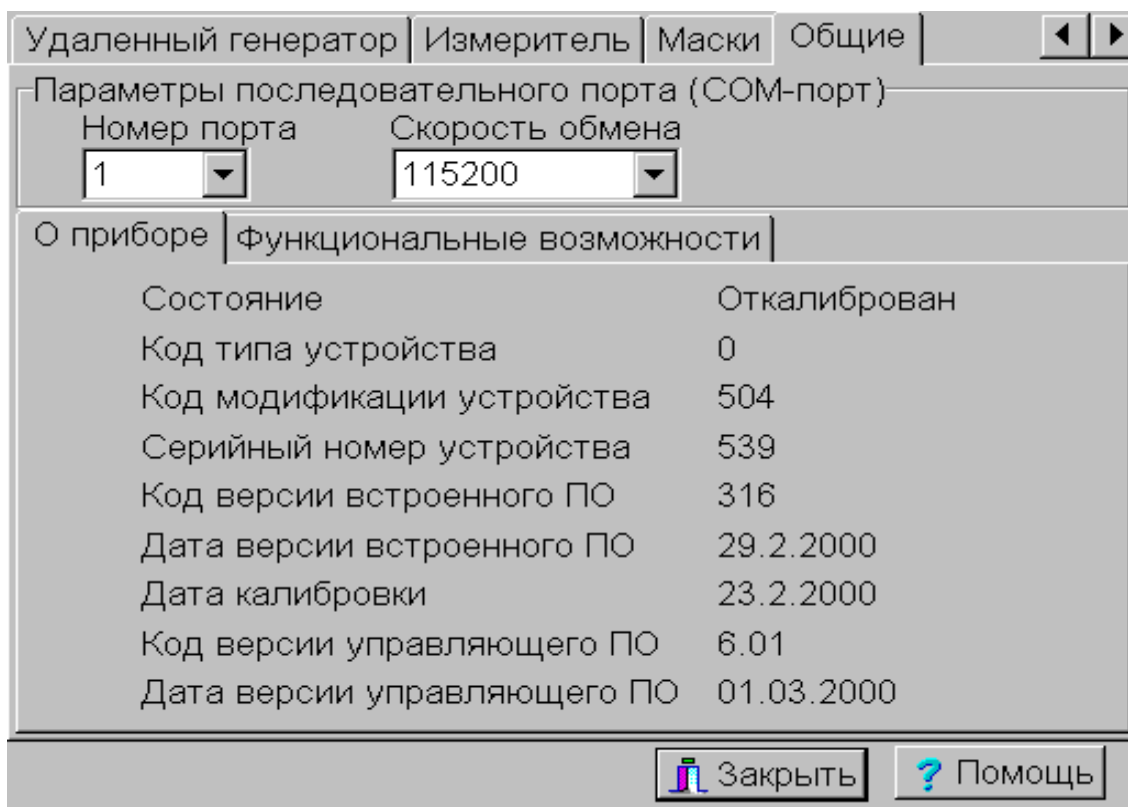 Удаленный генератор Измеритель Маски Общие
Параметры последовательного порта (COM-порт)
Номер порта Скорость обмена
1 115200
О приборе Функциональные возможности
Состояние Откалиброван
Код типа устройства 0
Код модификации устройства 504
Серийный номер устройства 539
Код версии встроенного ПО 316
Дата версии встроенного ПО 29.2.2000
Дата калибровки 23.2.2000
Код версии управляющего ПО 6.01
Дата версии управляющего ПО 01.03.2000
Закрыть ? Помощь